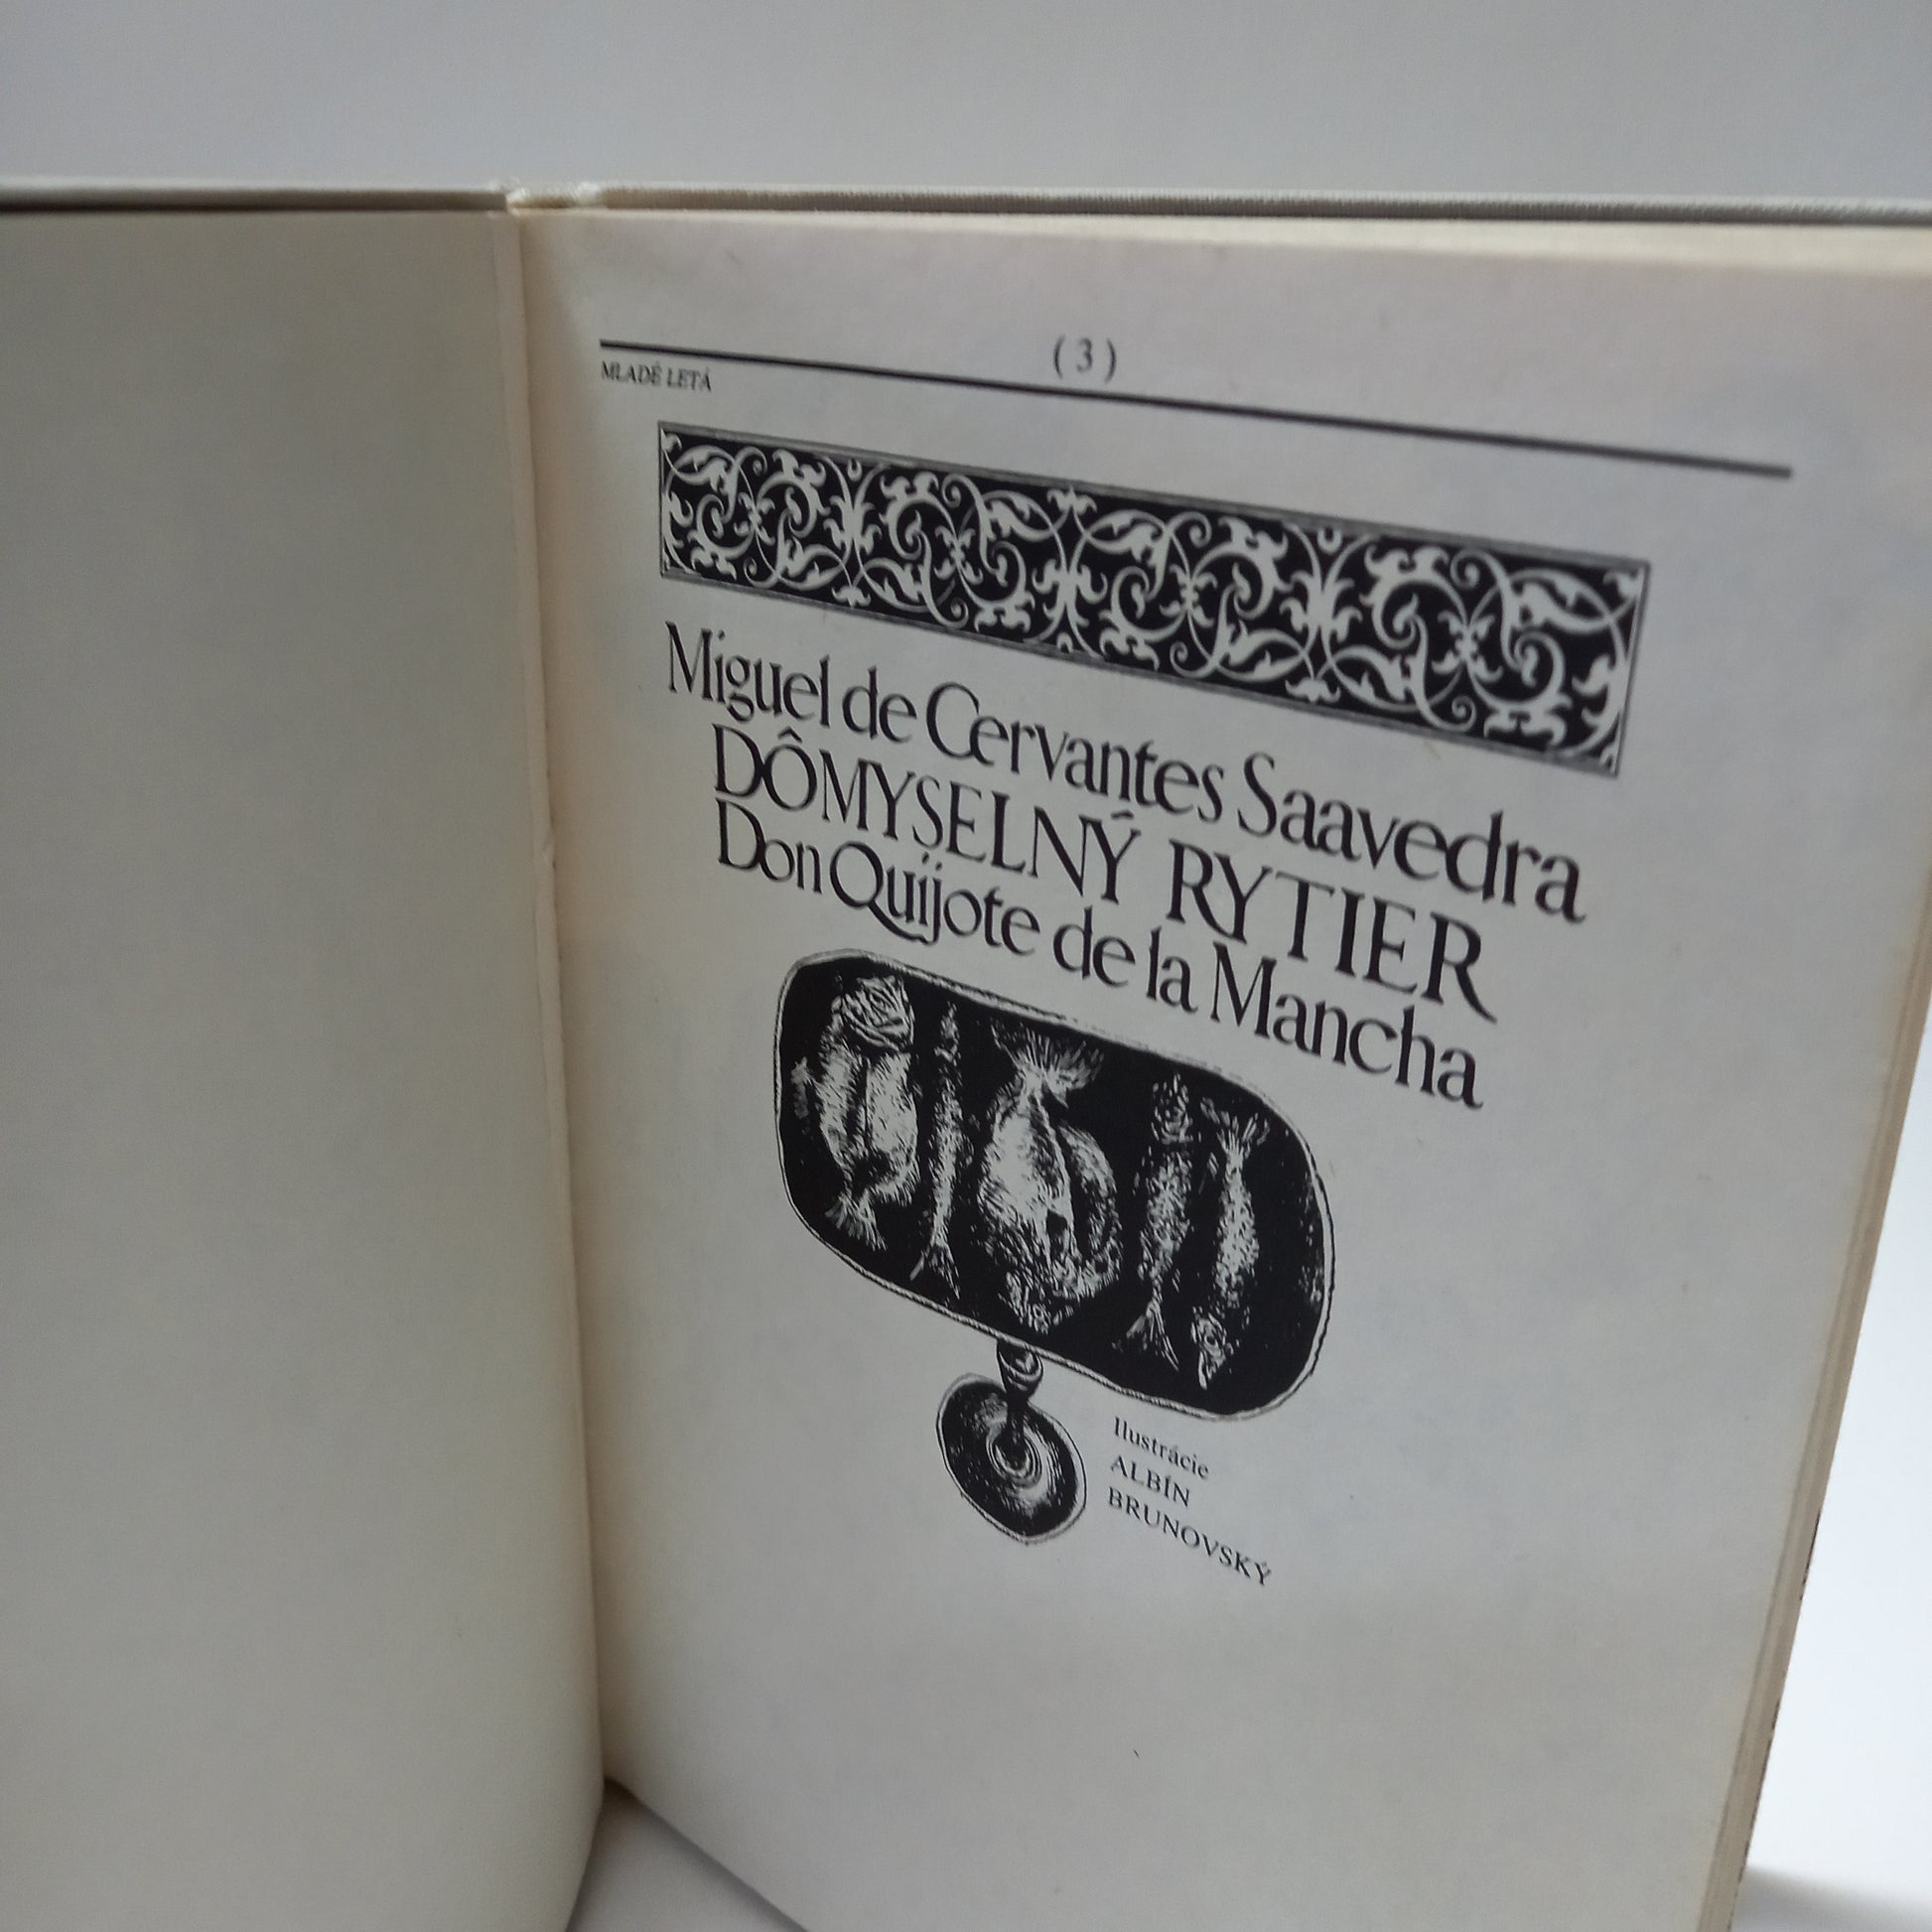 (3)
MLADÉ LETÁ
Miguel de Cervantes Saavedra
DÔMYSELNÝ RYTIER
Don Quijote de la Mancha
Ilustrácie
ALBÍN
BRUNOVSKÝ